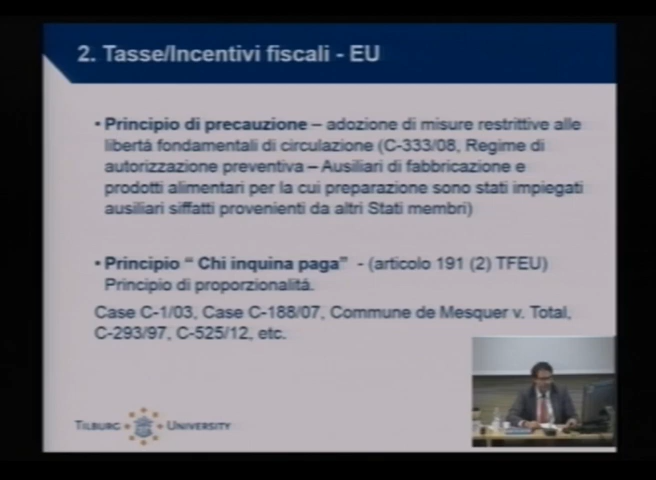 2. Tasse/Incentivi fiscali - EU
• Principio di precauzione – adozione di misure restrittive alle
libertà fondamentali di circulazione (C-333/08, Regime di
autorizzazione preventiva – Ausiliari di fabbricazione e
prodotti alimentari per la cui preparazione sono stati impiegati
ausiliari siffatti provenienti da altri Stati membri)
• Principio “ Chi inquina paga” - (articolo 191 (2) TFEU)
Principio di proporzionalitá.
Case C-1/03, Case C-188/07, Commune de Mesquer v. Total,
C-293/97, C-525/12, etc.
TILBURG UNIVERSITY